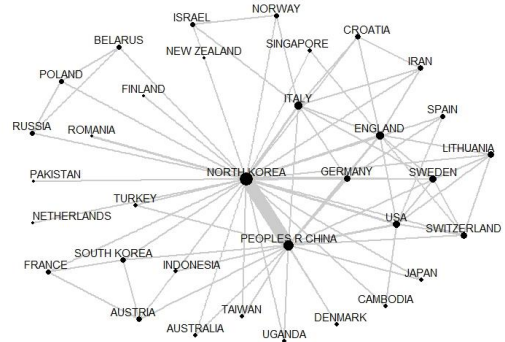 NORWAY
ISRAEL
CROATIA
BELARUS
SINGAPORE
NEW ZEALAND
IRAN
POLAND
FINLAND
ITALY
SPAIN
RUSSIA
ROMANIA
ENGLAND
LITHUANIA
PAKISTAN
NORTH KOREA
GERMANY
SWEDEN
TURKEY
NETHERLANDS
USA
SWITZERLAND
PEOPLES R CHINA
SOUTH KOREA
FRANCE
INDONESIA
JAPAN
CAMBODIA
AUSTRIA
TAIWAN
DENMARK
AUSTRALIA
UGANDA